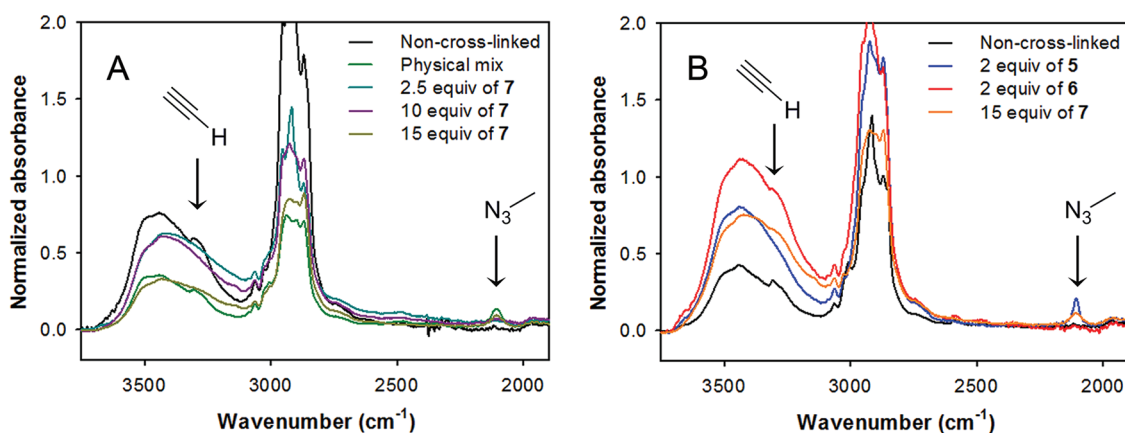 A
H
Non-cross-linked
Physical mix
2.5 equiv of 7
10 equiv of 7
15 equiv of 7
N3
Normalized absorbance
2.0
1.5
1.0
0.5
0.0
3500 3000 2500 2000
Wavenumber (cm-1)
B
H
Non-cross-linked
2 equiv of 5
2 equiv of 6
15 equiv of 7
N3
Normalized absorbance
2.0
1.5
1.0
0.5
0.0
3500 3000 2500 2000
Wavenumber (cm-1)